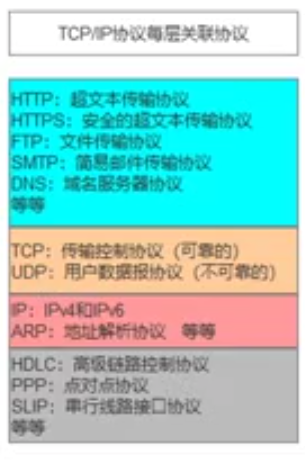 TCP/IP协议每层关联协议
HTTP：超文本传输协议
HTTPS：安全的超文本传输协议
FTP：文件传输协议
SMTP：简易邮件传输协议
DNS：域名服务器协议
等等
TCP：传输控制协议（可靠的）
UDP：用户数据报协议（不可靠的）
IP：IPv4和IPv6
ARP：地址解析协议 等等
HDLC：高级链路控制协议
PPP：点对点协议
SLIP：串行线路接口协议
等等